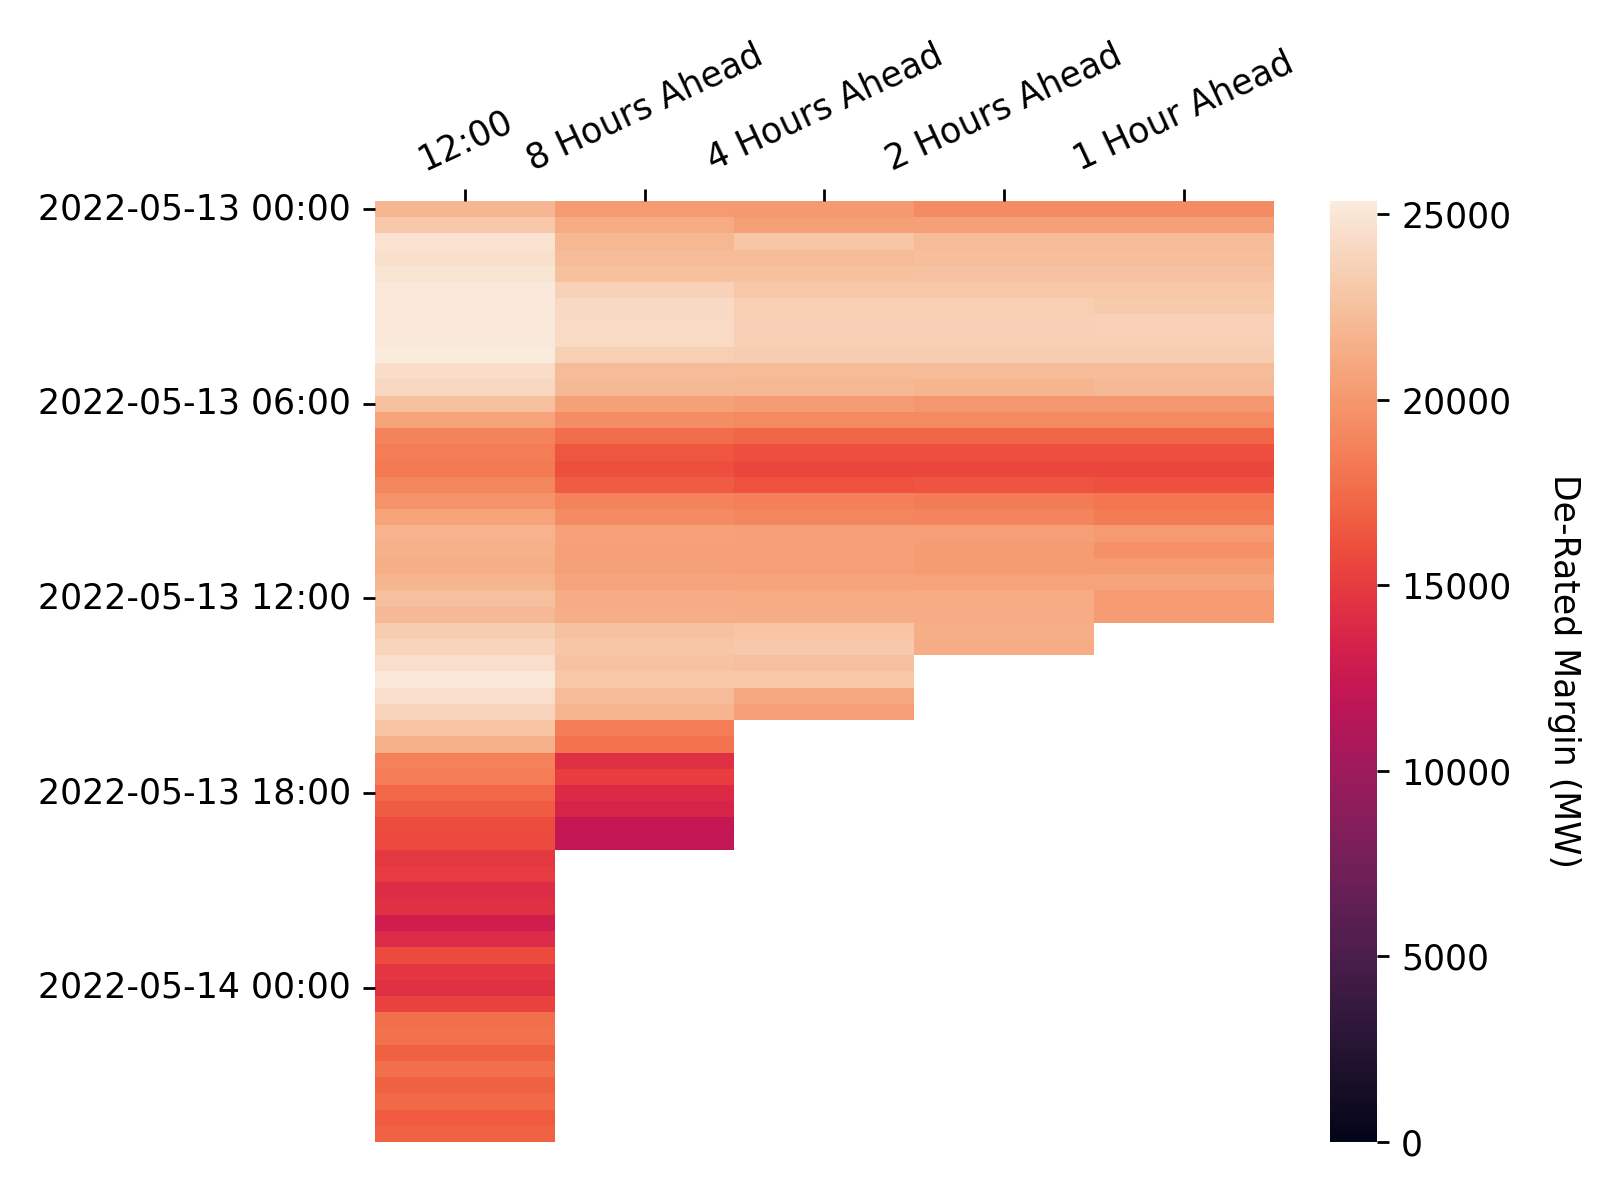 12:00
8 Hours Ahead
4 Hours Ahead
2 Hours Ahead
1 Hour Ahead
2022-05-13 00:00
2022-05-13 06:00
2022-05-13 12:00
2022-05-13 18:00
2022-05-14 00:00
25000
20000
15000
10000
5000
0
De-Rated Margin (MW)